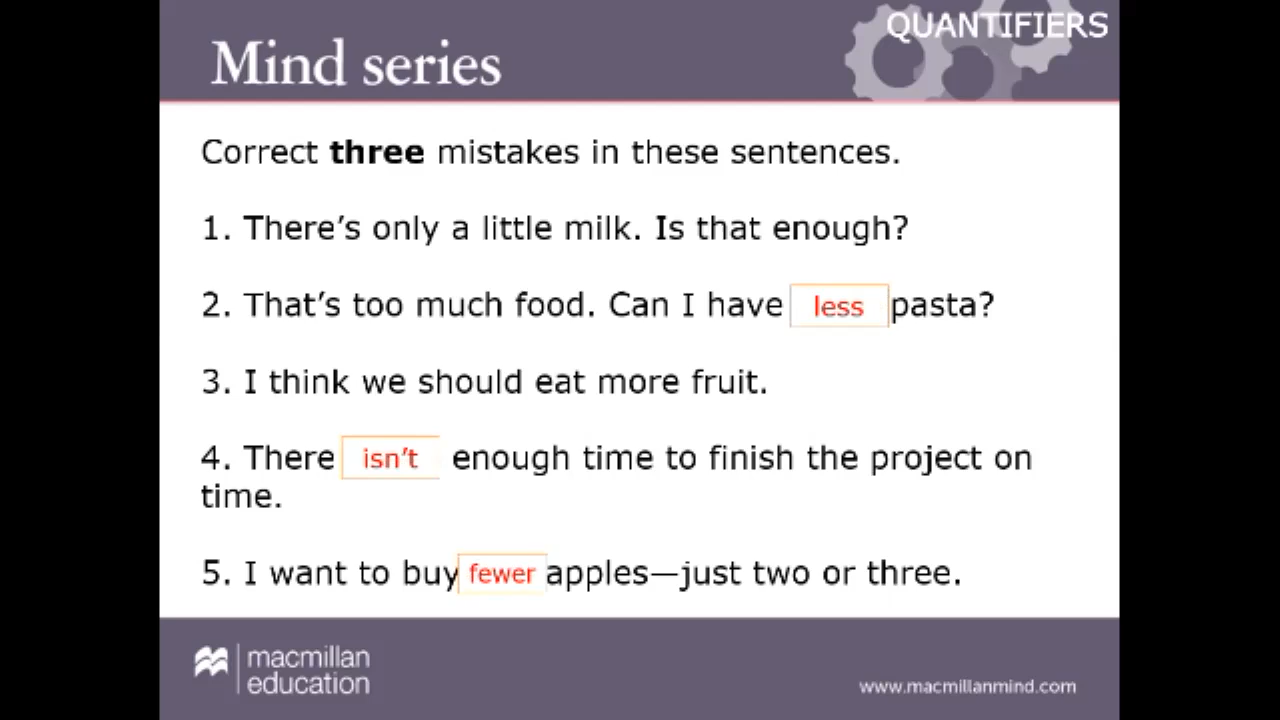 QUANTIFIERS
Mind series
Correct three mistakes in these sentences.
1. There's only a little milk. Is that enough?
2. That's too much food. Can I have less pasta?
3. I think we should eat more fruit.
4. There isn't enough time to finish the project on
time.
5. I want to buy fewer apples—just two or three.
macmillan
education
www.macmillanmind.com